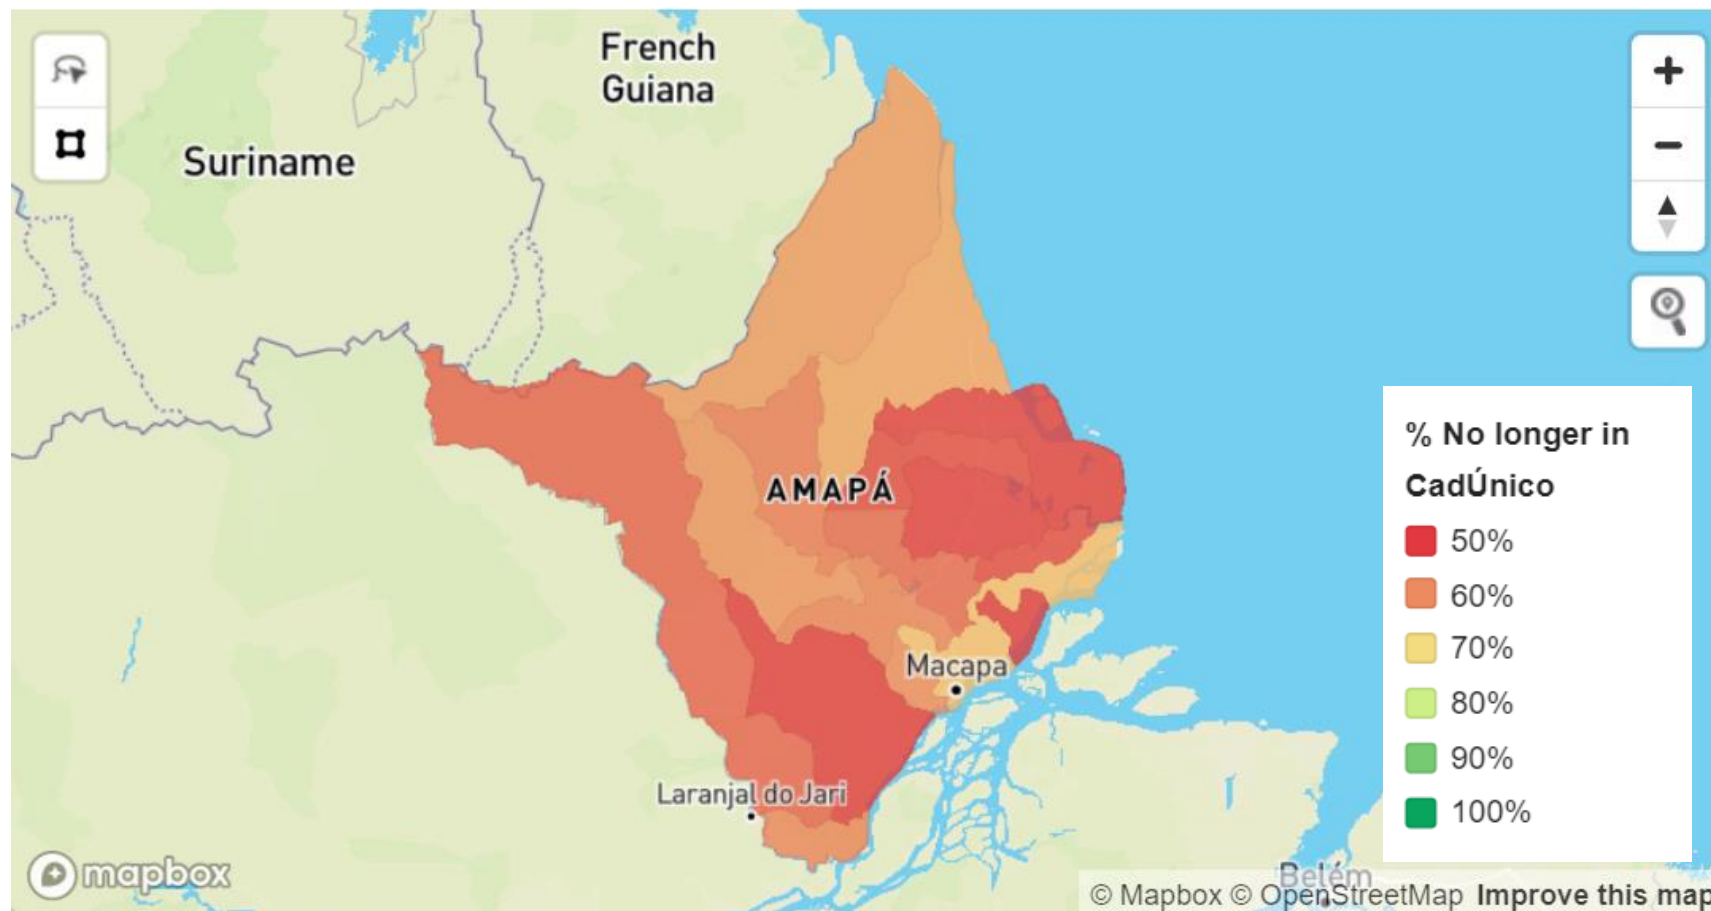 French
Guiana
Suriname
AMAPÁ
Macapa
Laranjal do Jari
Belém
% No longer in
CadÚnico
50%
60%
70%
80%
90%
100%
mapbox
© Mapbox © OpenStreetMap Improve this map